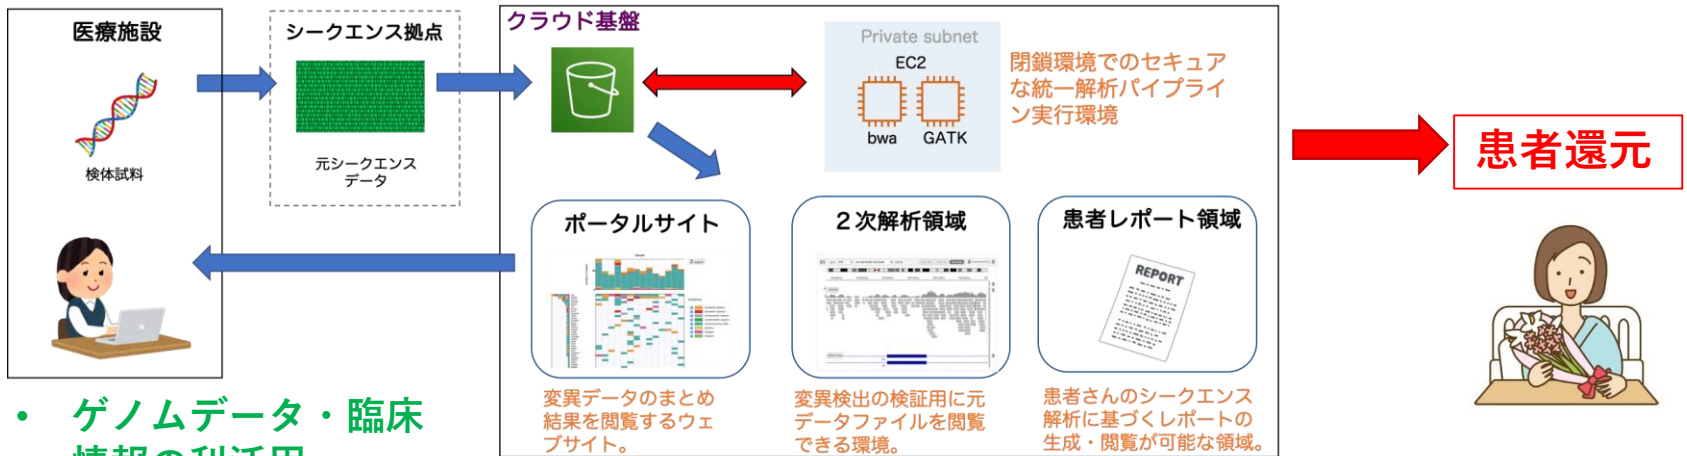 医療施設
検体試料
シークエンス拠点
元シークエンス
データ
クラウド基盤
Private subnet
EC2
bwa GATK
閉鎖環境でのセキュア
な統一解析パイプライ
ン実行環境
患者還元
ポータルサイト
変異データのまとめ
結果を閲覧するウェ
ブサイト。
２次解析領域
変異検出の検証用に元
データファイルを閲覧
できる環境。
患者レポート領域
REPORT
患者さんのシークエンス
解析に基づくレポートの
生成・閲覧が可能な領域。
• ゲノムデータ・臨床
情報の利活用